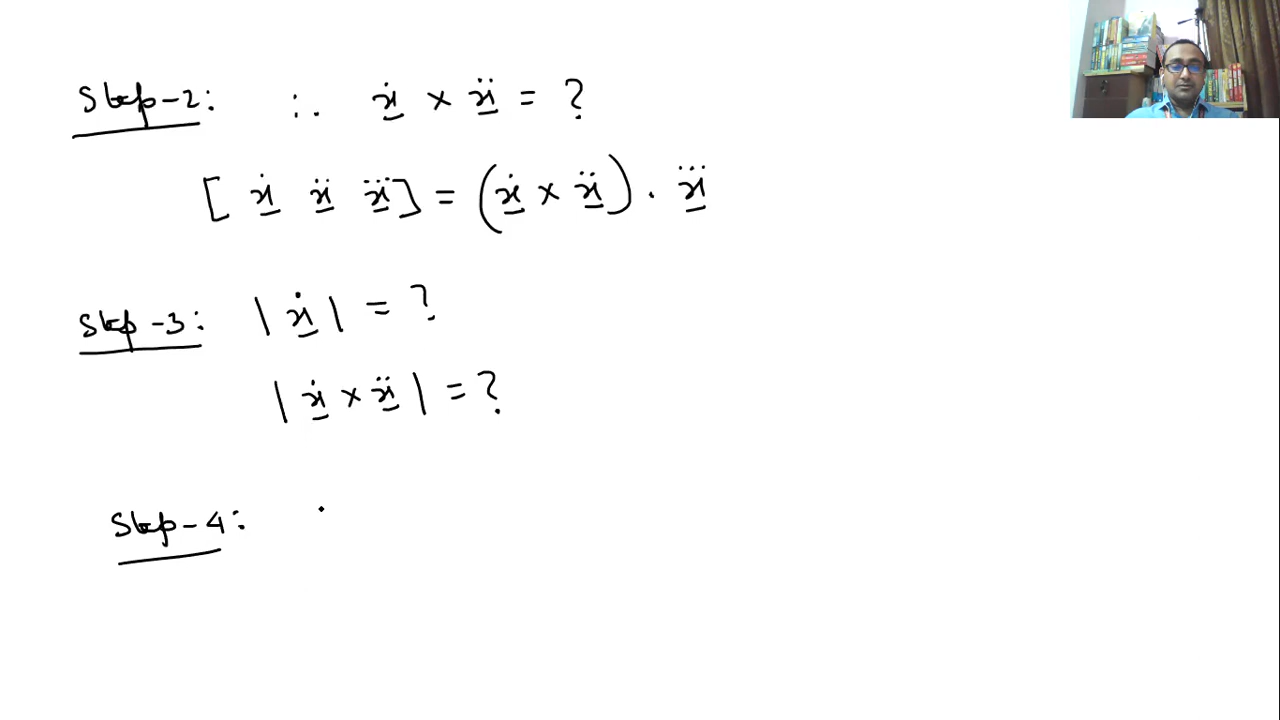 Step-2: ∴ ẋ × ẍ = ?
[ ẋ ẍ x⃛ ] = (ẋ × ẍ) . x⃛
Step-3: | ẋ | = ?
| ẋ × ẍ | = ?
Step-4: